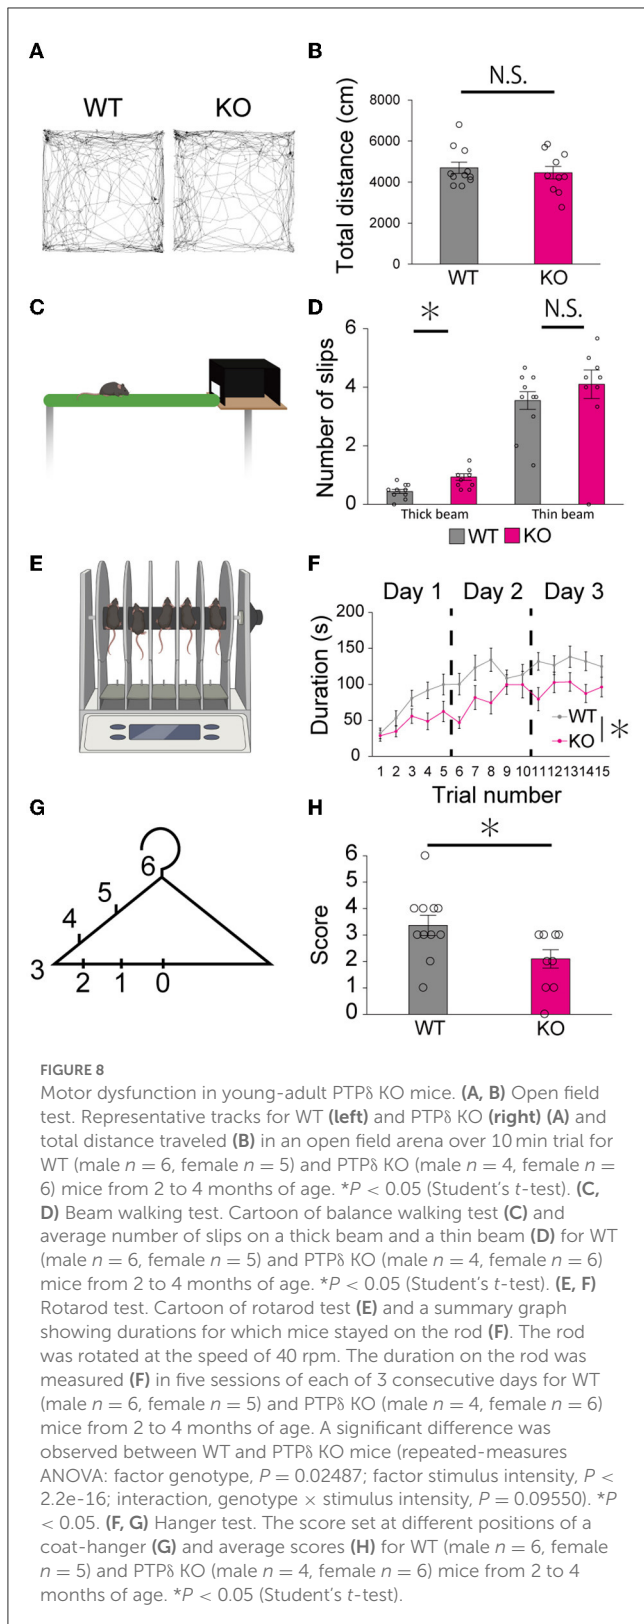 A
WT
KO
B
N.S.
Total distance (cm)
8000
6000
4000
2000
0
WT
KO
C
D
*
N.S.
Number of slips
6
4
2
0
Thick beam
Thin beam
WT
KO
E
F
Day 1
Day 2
Day 3
Duration (s)
200
150
100
50
0
WT
KO
*
1 2 3 4 5 6 7 8 9 10 11 12 13 14 15
Trial number
G
6
5
4
3
2
1
0
H
*
Score
6
5
4
3
2
1
0
WT
KO
FIGURE 8
Motor dysfunction in young-adult PTPδ KO mice. (A, B) Open field
test. Representative tracks for WT (left) and PTPδ KO (right) (A) and
total distance traveled (B) in an open field arena over 10 min trial for
WT (male n = 6, female n = 5) and PTPδ KO (male n = 4, female n =
6) mice from 2 to 4 months of age. *P < 0.05 (Student's t-test). (C,
D) Beam walking test. Cartoon of balance walking test (C) and
average number of slips on a thick beam and a thin beam (D) for WT
(male n = 6, female n = 5) and PTPδ KO (male n = 4, female n = 6)
mice from 2 to 4 months of age. *P < 0.05 (Student's t-test). (E, F)
Rotarod test. Cartoon of rotarod test (E) and a summary graph
showing durations for which mice stayed on the rod (F). The rod
was rotated at the speed of 40 rpm. The duration on the rod was
measured (F) in five sessions of each of 3 consecutive days for WT
(male n = 6, female n = 5) and PTPδ KO (male n = 4, female n = 6)
mice from 2 to 4 months of age. A significant difference was
observed between WT and PTPδ KO mice (repeated-measures
ANOVA: factor genotype, P = 0.02487; factor stimulus intensity, P <
2.2e-16; interaction, genotype × stimulus intensity, P = 0.09550). *P
< 0.05. (F, G) Hanger test. The score set at different positions of a
coat-hanger (G) and average scores (H) for WT (male n = 6, female
n = 5) and PTPδ KO (male n = 4, female n = 6) mice from 2 to 4
months of age. *P < 0.05 (Student's t-test).